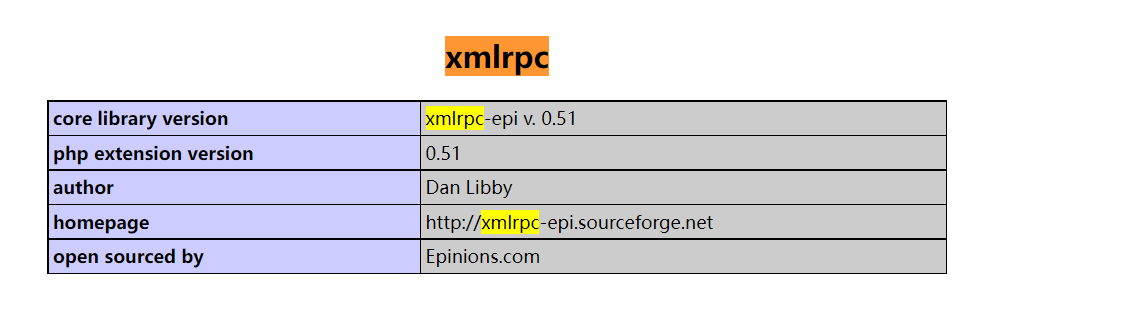 xmlrpc
core library version xmlrpc-epi v. 0.51
php extension version 0.51
author Dan Libby
homepage http://xmlrpc-epi.sourceforge.net
open sourced by Epinions.com